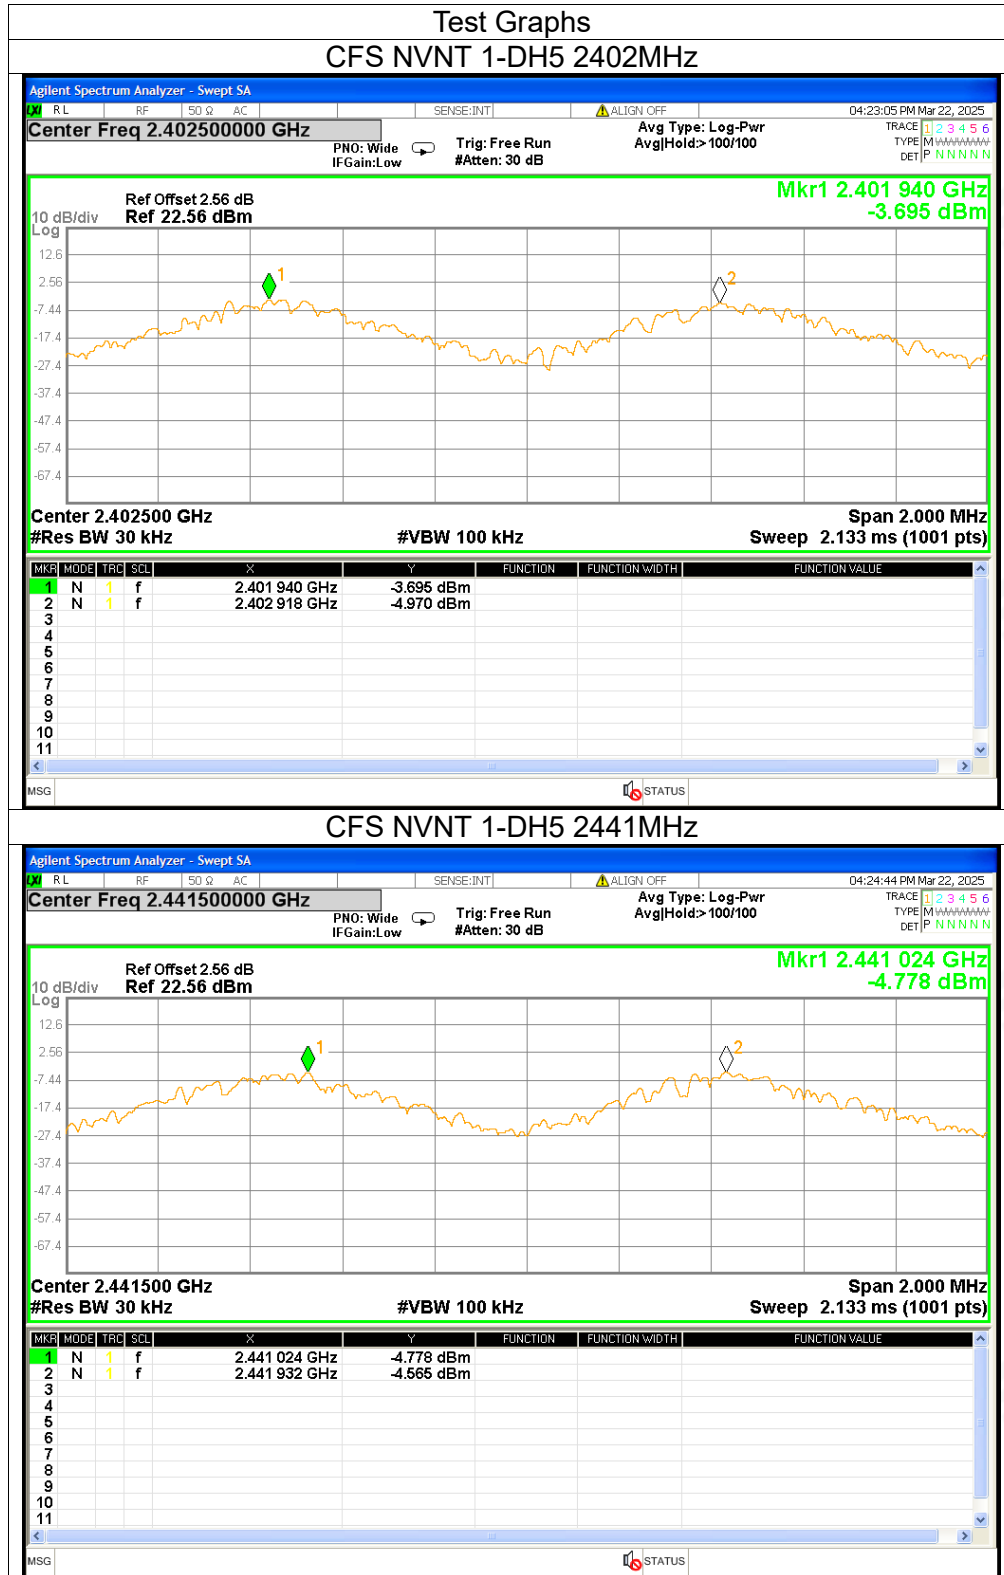 Test Graphs
CFS NVNT 1-DH5 2402MHz
Agilent Spectrum Analyzer - Swept SA
LXI RL RF 50 Ω AC SENSE:INT ALIGN OFF 04:23:05 PM Mar 22, 2025
Center Freq 2.402500000 GHz
Avg Type: Log-Pwr
TRACE 1 2 3 4 5 6
PNO: Wide Trig: Free Run Avg|Hold:>100/100
TYPE M
IFGain:Low #Atten: 30 dB
DET P N N N N N
Mkr1 2.401 940 GHz
-3.695 dBm
Ref Offset 2.56 dB
10 dB/div Ref 22.56 dBm
Log
12.6
2.56
-7.44
-17.4
-27.4
-37.4
-47.4
-57.4
-67.4
1
2
Center 2.402500 GHz Span 2.000 MHz
#Res BW 30 kHz #VBW 100 kHz Sweep 2.133 ms (1001 pts)
MKR MODE TRC SCL X Y FUNCTION FUNCTION WIDTH FUNCTION VALUE
1 N 1 f 2.401 940 GHz -3.695 dBm
2 N 1 f 2.402 918 GHz -4.970 dBm
3
4
5
6
7
8
9
10
11
MSG STATUS
CFS NVNT 1-DH5 2441MHz
Agilent Spectrum Analyzer - Swept SA
LXI RL RF 50 Ω AC SENSE:INT ALIGN OFF 04:24:44 PM Mar 22, 2025
Center Freq 2.441500000 GHz
Avg Type: Log-Pwr
TRACE 1 2 3 4 5 6
PNO: Wide Trig: Free Run Avg|Hold:>100/100
TYPE M
IFGain:Low #Atten: 30 dB
DET P N N N N N
Mkr1 2.441 024 GHz
-4.778 dBm
Ref Offset 2.56 dB
10 dB/div Ref 22.56 dBm
Log
12.6
2.56
-7.44
-17.4
-27.4
-37.4
-47.4
-57.4
-67.4
1
2
Center 2.441500 GHz Span 2.000 MHz
#Res BW 30 kHz #VBW 100 kHz Sweep 2.133 ms (1001 pts)
MKR MODE TRC SCL X Y FUNCTION FUNCTION WIDTH FUNCTION VALUE
1 N 1 f 2.441 024 GHz -4.778 dBm
2 N 1 f 2.441 932 GHz -4.565 dBm
3
4
5
6
7
8
9
10
11
MSG STATUS